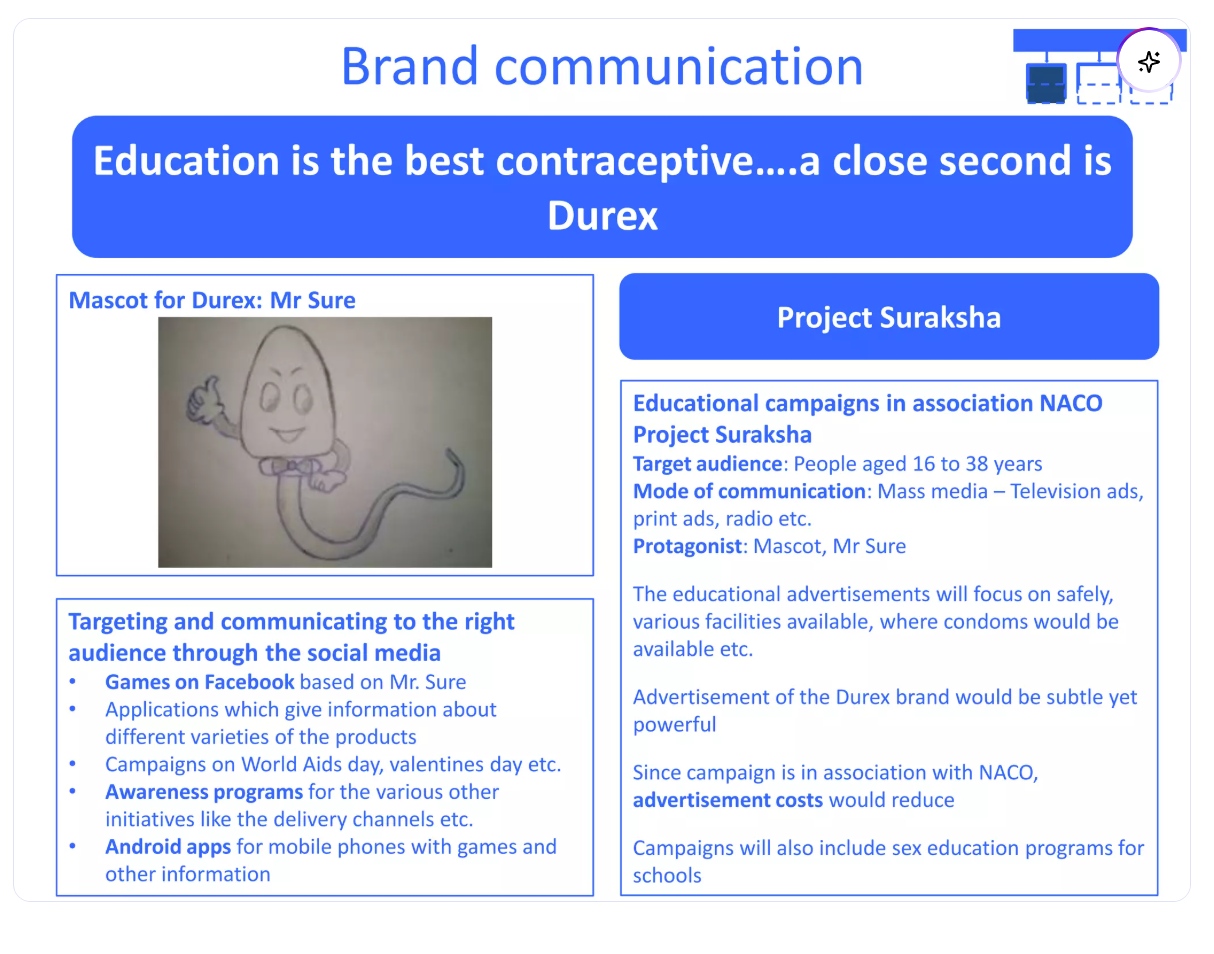 Brand communication
Education is the best contraceptive….a close second is
Durex
Mascot for Durex: Mr Sure
Targeting and communicating to the right
audience through the social media
• Games on Facebook based on Mr. Sure
• Applications which give information about
different varieties of the products
• Campaigns on World Aids day, valentines day etc.
• Awareness programs for the various other
initiatives like the delivery channels etc.
• Android apps for mobile phones with games and
other information
Project Suraksha
Educational campaigns in association NACO
Project Suraksha
Target audience: People aged 16 to 38 years
Mode of communication: Mass media – Television ads,
print ads, radio etc.
Protagonist: Mascot, Mr Sure
The educational advertisements will focus on safely,
various facilities available, where condoms would be
available etc.
Advertisement of the Durex brand would be subtle yet
powerful
Since campaign is in association with NACO,
advertisement costs would reduce
Campaigns will also include sex education programs for
schools